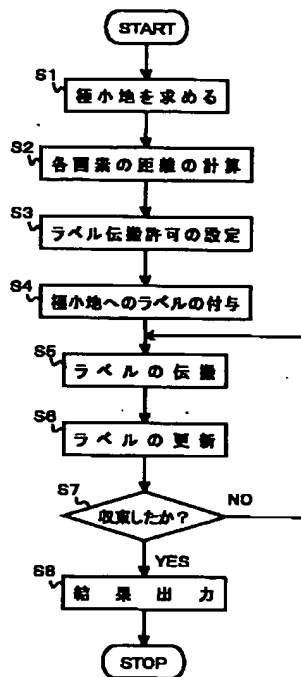 START
S1
極小地を求める
S2
各画素の距離の計算
S3
ラベル伝搬許可の設定
S4
極小地へのラベルの付与
S5
ラベルの伝搬
S6
ラベルの更新
S7
収束したか?
NO
YES
S8
結果出力
STOP